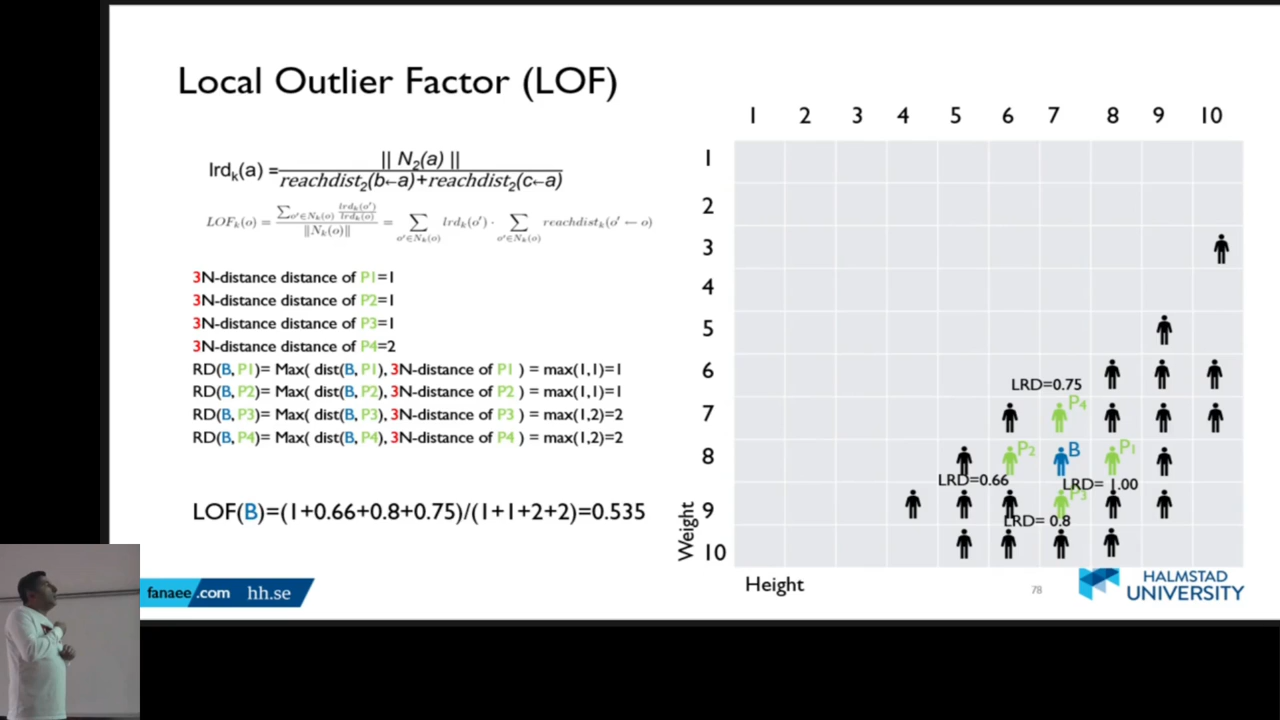 Local Outlier Factor (LOF)
lrd_k(a) = || N_2(a) || / reachdist_2(b←a)+reachdist_2(c←a)
LOF_k(o) = ∑_{o'∈N_k(o)} lrd_k(o')/lrd_k(o) / ||N_k(o)|| = ∑_{o'∈N_k(o)} lrd_k(o') · ∑_{o'∈N_k(o)} reachdist_k(o' ← o)
3N-distance distance of P1=1
3N-distance distance of P2=1
3N-distance distance of P3=1
3N-distance distance of P4=2
RD(B, P1)= Max( dist(B, P1), 3N-distance of P1 ) = max(1,1)=1
RD(B, P2)= Max( dist(B, P2), 3N-distance of P2 ) = max(1,1)=1
RD(B, P3)= Max( dist(B, P3), 3N-distance of P3 ) = max(1,2)=2
RD(B, P4)= Max( dist(B, P4), 3N-distance of P4 ) = max(1,2)=2
LOF(B)=(1+0.66+0.8+0.75)/(1+1+2+2)=0.535
1 2 3 4 5 6 7 8 9 10
1
2
3
4
5
6
LRD=0.75
7
P4
8
P2
B
P1
LRD=0.66
LRD= 1.00
9
P3
LRD= 0.8
10
Weight
Height
fanaee.com
hh.se
78
HALMSTAD
UNIVERSITY